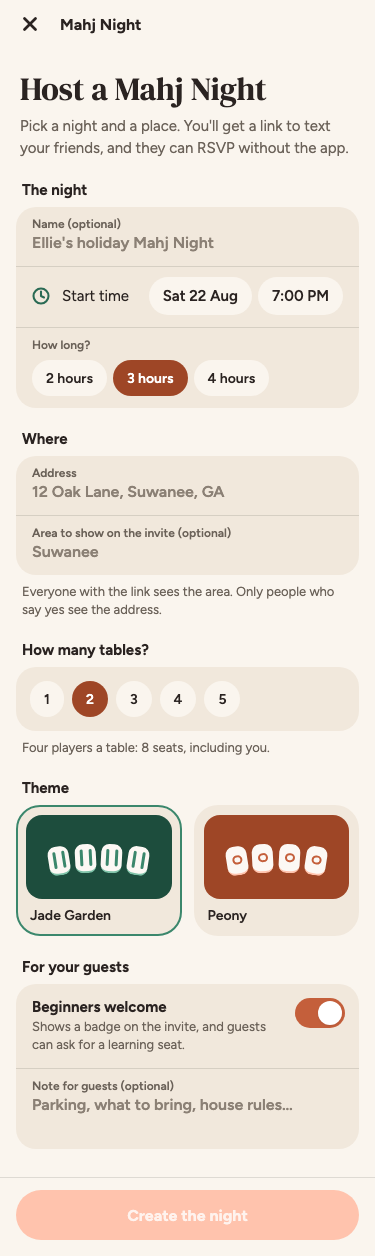 Mahj Night
Host a Mahj Night
Pick a night and a place. You'll get a link to text
your friends, and they can RSVP without the app.
The night
Name (optional)
Ellie's holiday Mahj Night
Start time
Sat 22 Aug
7:00 PM
How long?
2 hours
3 hours
4 hours
Where
Address
12 Oak Lane, Suwanee, GA
Area to show on the invite (optional)
Suwanee
Everyone with the link sees the area. Only people who
say yes see the address.
How many tables?
1
2
3
4
5
Four players a table: 8 seats, including you.
Theme
Jade Garden
Peony
For your guests
Beginners welcome
Shows a badge on the invite, and guests
can ask for a learning seat.
Note for guests (optional)
Parking, what to bring, house rules...
Create the night